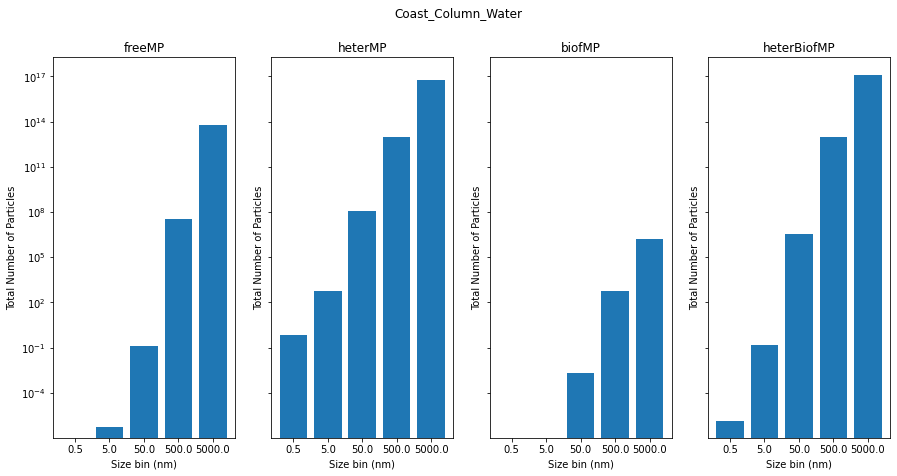 Coast_Column_Water
freeMP
heterMP
biofMP
heterBiofMP
Total Number of Particles
10^17
10^14
10^11
10^8
10^5
10^2
10^-1
10^-4
0.5 5.0 50.0 500.0 5000.0
Size bin (nm)
Total Number of Particles
0.5 5.0 50.0 500.0 5000.0
Size bin (nm)
Total Number of Particles
0.5 5.0 50.0 500.0 5000.0
Size bin (nm)
Total Number of Particles
0.5 5.0 50.0 500.0 5000.0
Size bin (nm)